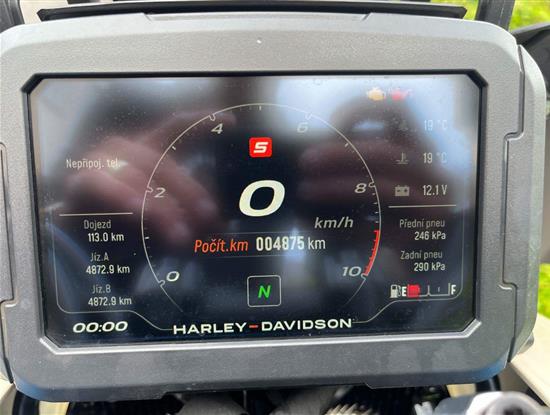 4
6
S
19 °C
Nepřipoj. tel.
19 °C
2
0
8
12.1 V
km/h
Dojezd
113.0 km
Počít.km 004875 km
Přední pneu
246 kPa
Jíz.A
4872.9 km
Zadní pneu
290 kPa
0
10
Jíz.B
4872.9 km
N
E F
00:00
HARLEY-DAVIDSON